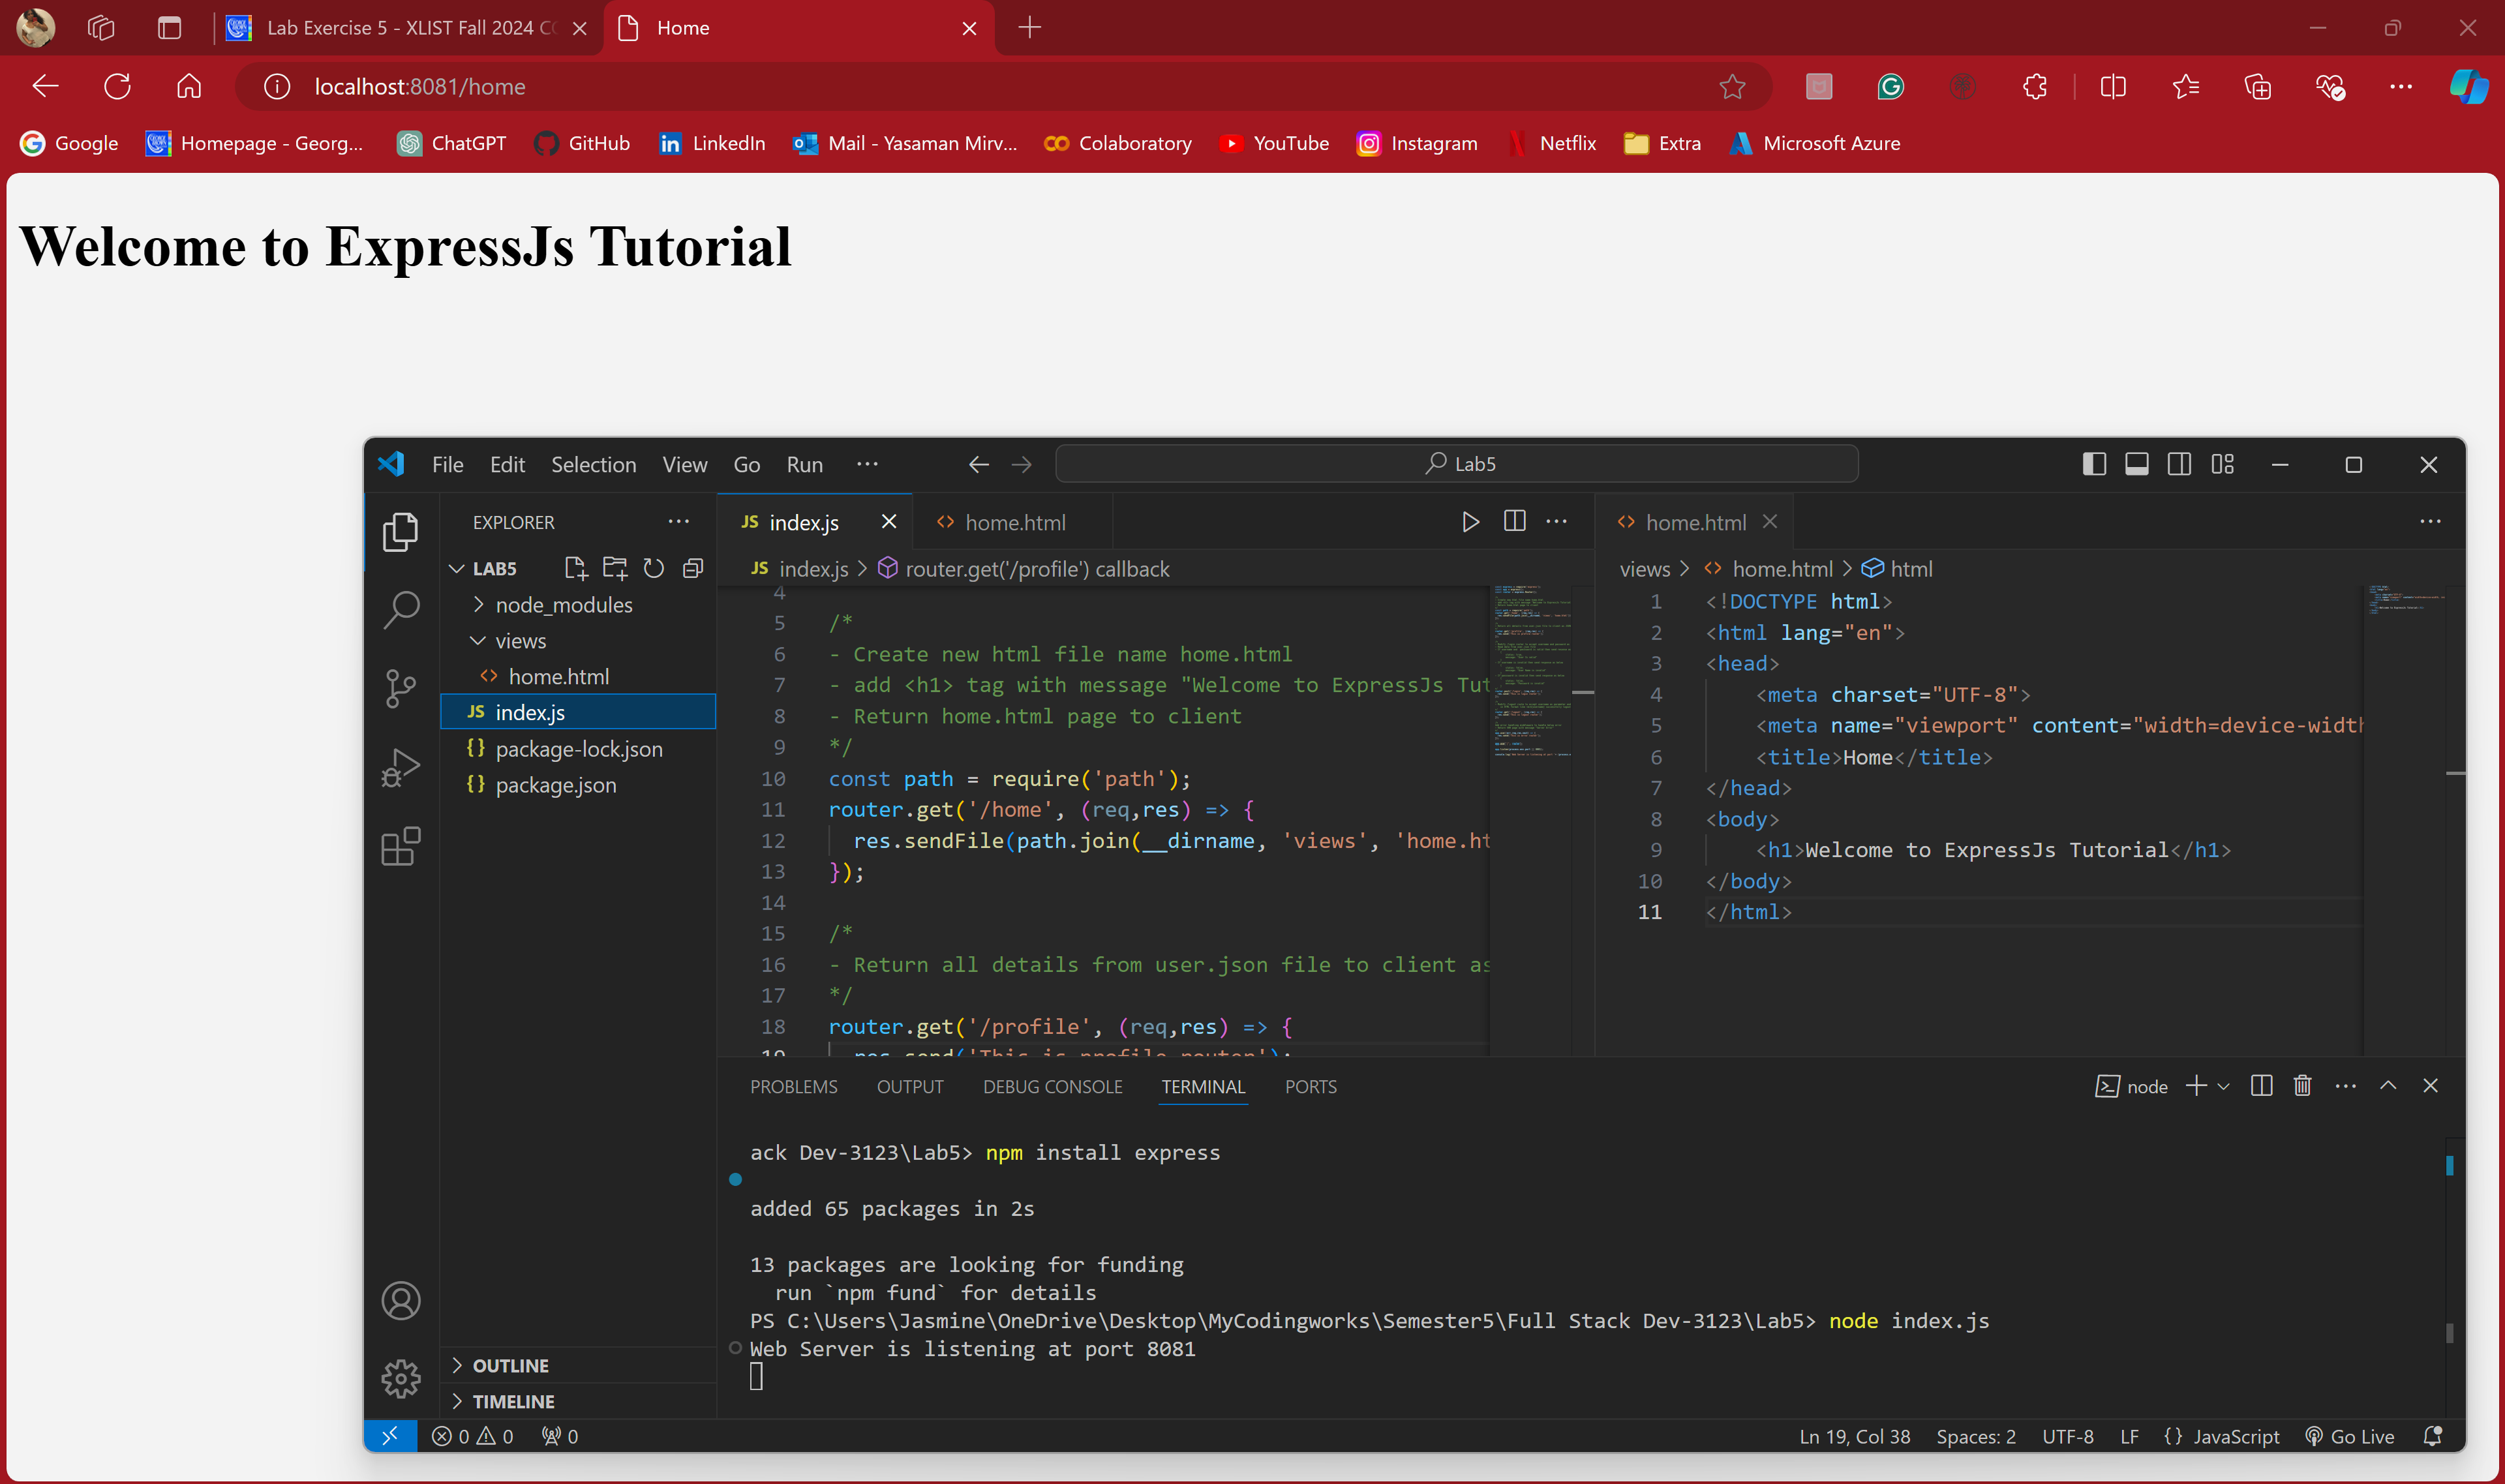 Lab Exercise 5 - XLIST Fall 2024 CO
Home
localhost:8081/home
Google
Homepage - Georg...
ChatGPT
GitHub
LinkedIn
Mail - Yasaman Mirv...
Colaboratory
YouTube
Instagram
Netflix
Extra
Microsoft Azure
Welcome to ExpressJs Tutorial
File Edit Selection View Go Run ···
Lab5
EXPLORER
LAB5
node_modules
views
<> home.html
JS index.js
{} package-lock.json
{} package.json
OUTLINE
TIMELINE
JS index.js
<> home.html
JS index.js > router.get('/profile') callback
4
5 /*
6 - Create new html file name home.html
7 - add <h1> tag with message "Welcome to ExpressJs Tut
8 - Return home.html page to client
9 */
10 const path = require('path');
11 router.get('/home', (req,res) => {
12 res.sendFile(path.join(__dirname, 'views', 'home.ht
13 });
14
15 /*
16 - Return all details from user.json file to client as
17 */
18 router.get('/profile', (req,res) => {
19 res.send('This is profile router');
<> home.html
views > <> home.html > html
1 <!DOCTYPE html>
2 <html lang="en">
3 <head>
4 <meta charset="UTF-8">
5 <meta name="viewport" content="width=device-width
6 <title>Home</title>
7 </head>
8 <body>
9 <h1>Welcome to ExpressJs Tutorial</h1>
10 </body>
11 </html>
PROBLEMS OUTPUT DEBUG CONSOLE TERMINAL PORTS
node
ack Dev-3123\Lab5> npm install express
added 65 packages in 2s
13 packages are looking for funding
run `npm fund` for details
PS C:\Users\Jasmine\OneDrive\Desktop\MyCodingworks\Semester5\Full Stack Dev-3123\Lab5> node index.js
Web Server is listening at port 8081
0 0 0
Ln 19, Col 38 Spaces: 2 UTF-8 LF {} JavaScript Go Live